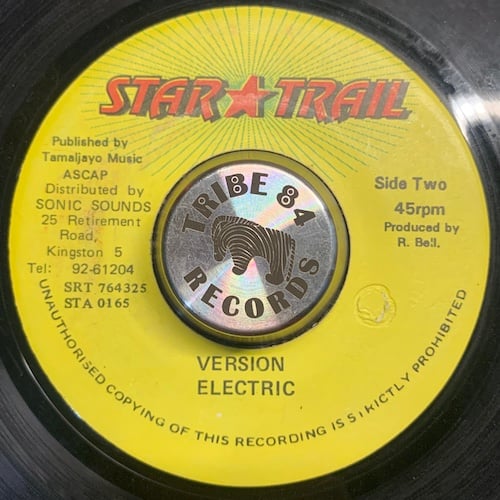 STAR★TRAIL
Published by
Tamaljayo Music
ASCAP
Distributed by
SONIC SOUNDS
25 Retirement
Road,
Kingston 5
Tel: 92-61204
SRT 764325
STA 0165
Side Two
45rpm
Produced by
R. Bell.
TRIBE 84
RECORDS
VERSION
ELECTRIC
UNAUTHORISED COPYING OF THIS RECORDING IS STRICTLY PROHIBITED